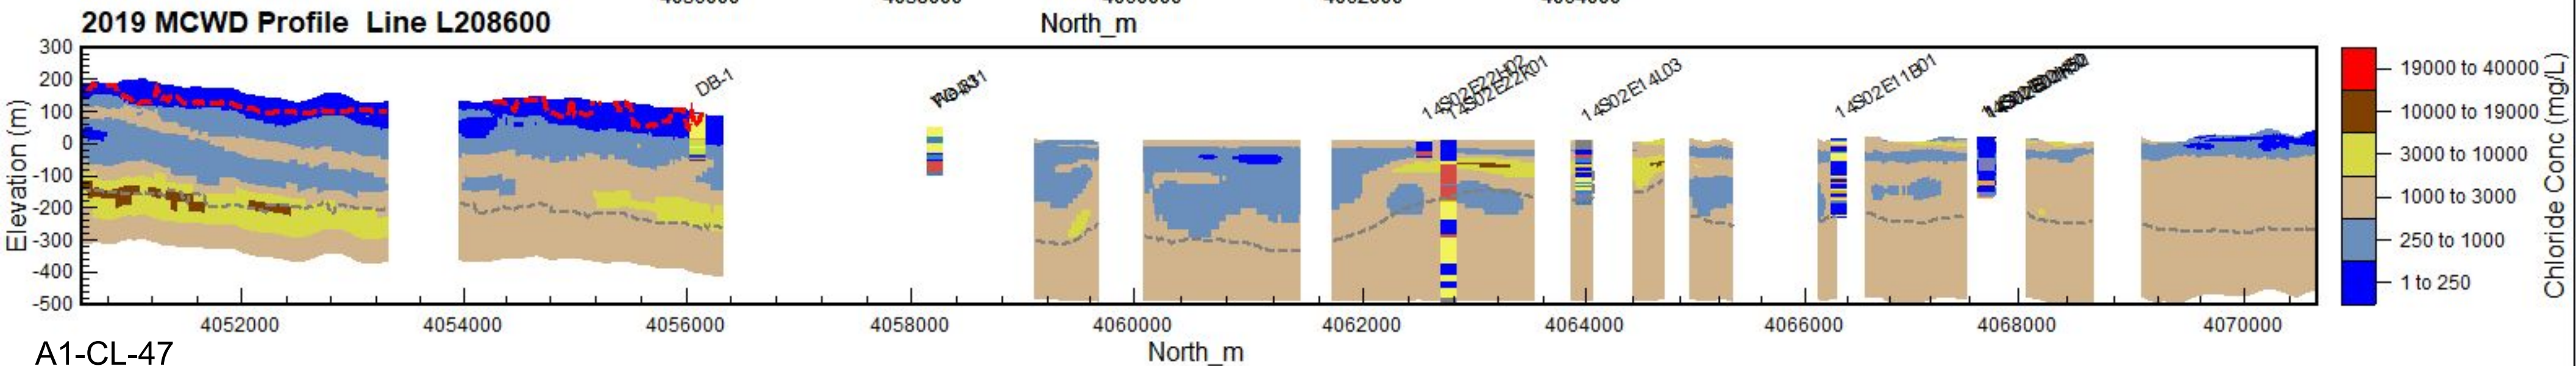 2019 MCWD Profile Line L208600
North_m
300
200
100
0
-100
-200
-300
-400
-500
Elevation (m)
DB-1
14S02E22L02
14S02E22R01
14S02E14L03
14S02E11B01
4052000
4054000
4056000
4058000
4060000
4062000
4064000
4066000
4068000
4070000
North_m
19000 to 40000
10000 to 19000
3000 to 10000
1000 to 3000
250 to 1000
1 to 250
Chloride Conc (mg/L)
A1-CL-47